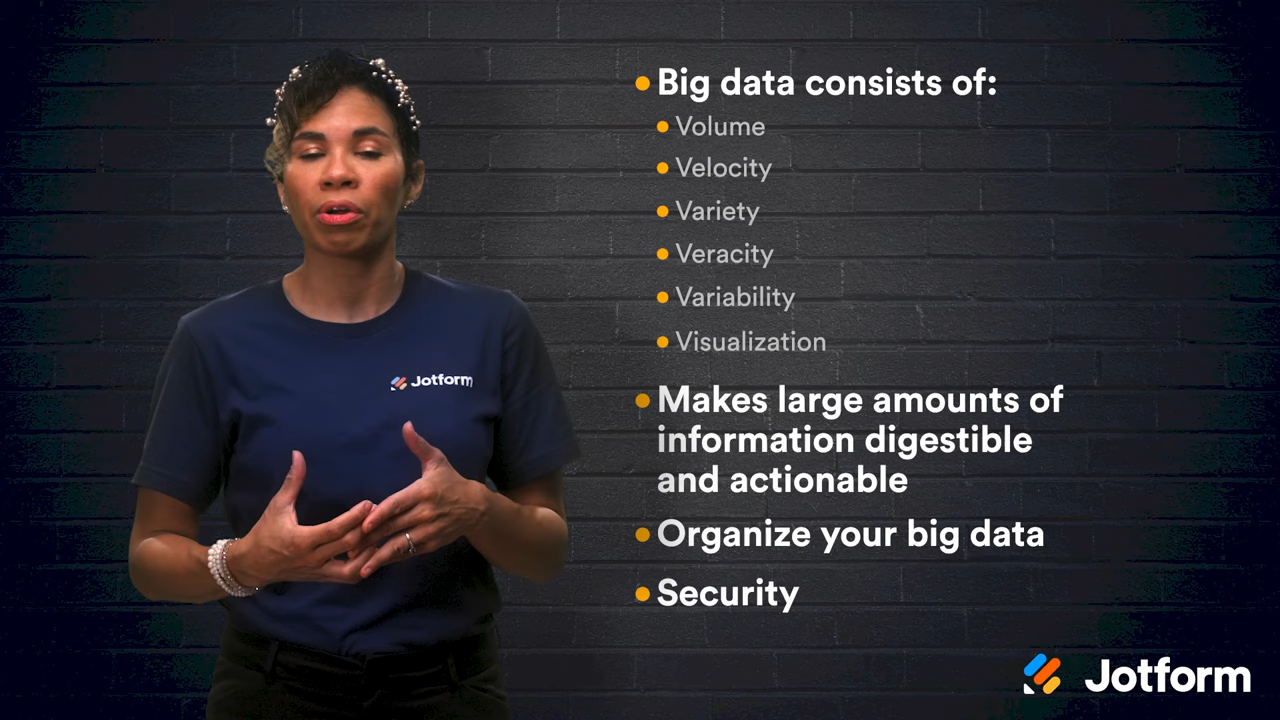 Big data consists of:
Volume
Velocity
Variety
Veracity
Variability
Visualization
Makes large amounts of
information digestible
and actionable
Organize your big data
Security
Jotform
Jotform